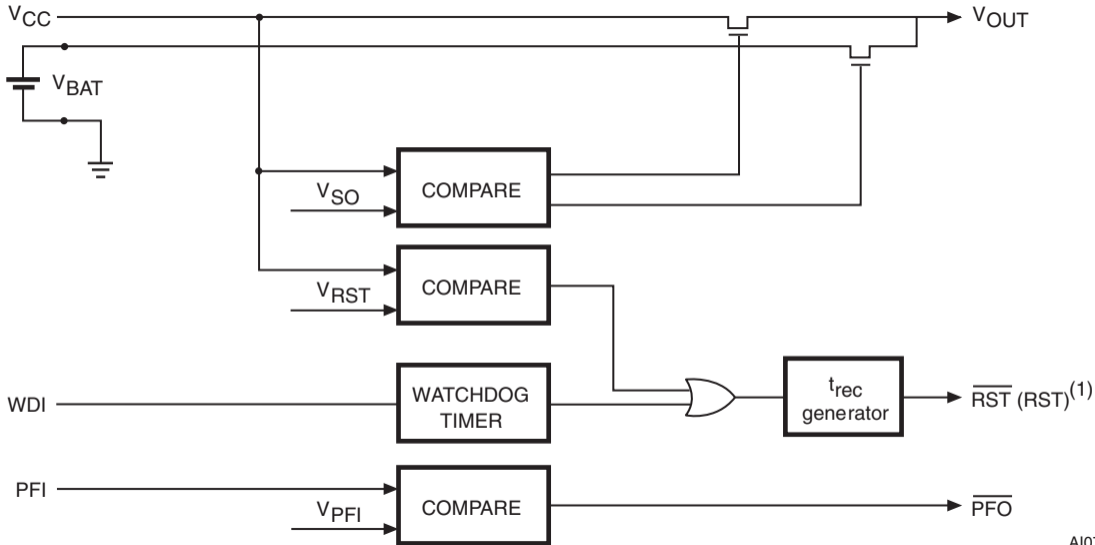 VCC
VOUT
VBAT
VSO
COMPARE
VRST
COMPARE
WDI
WATCHDOG
TIMER
trec
generator
RST (RST)(1)
PFI
VPFI
COMPARE
PFO